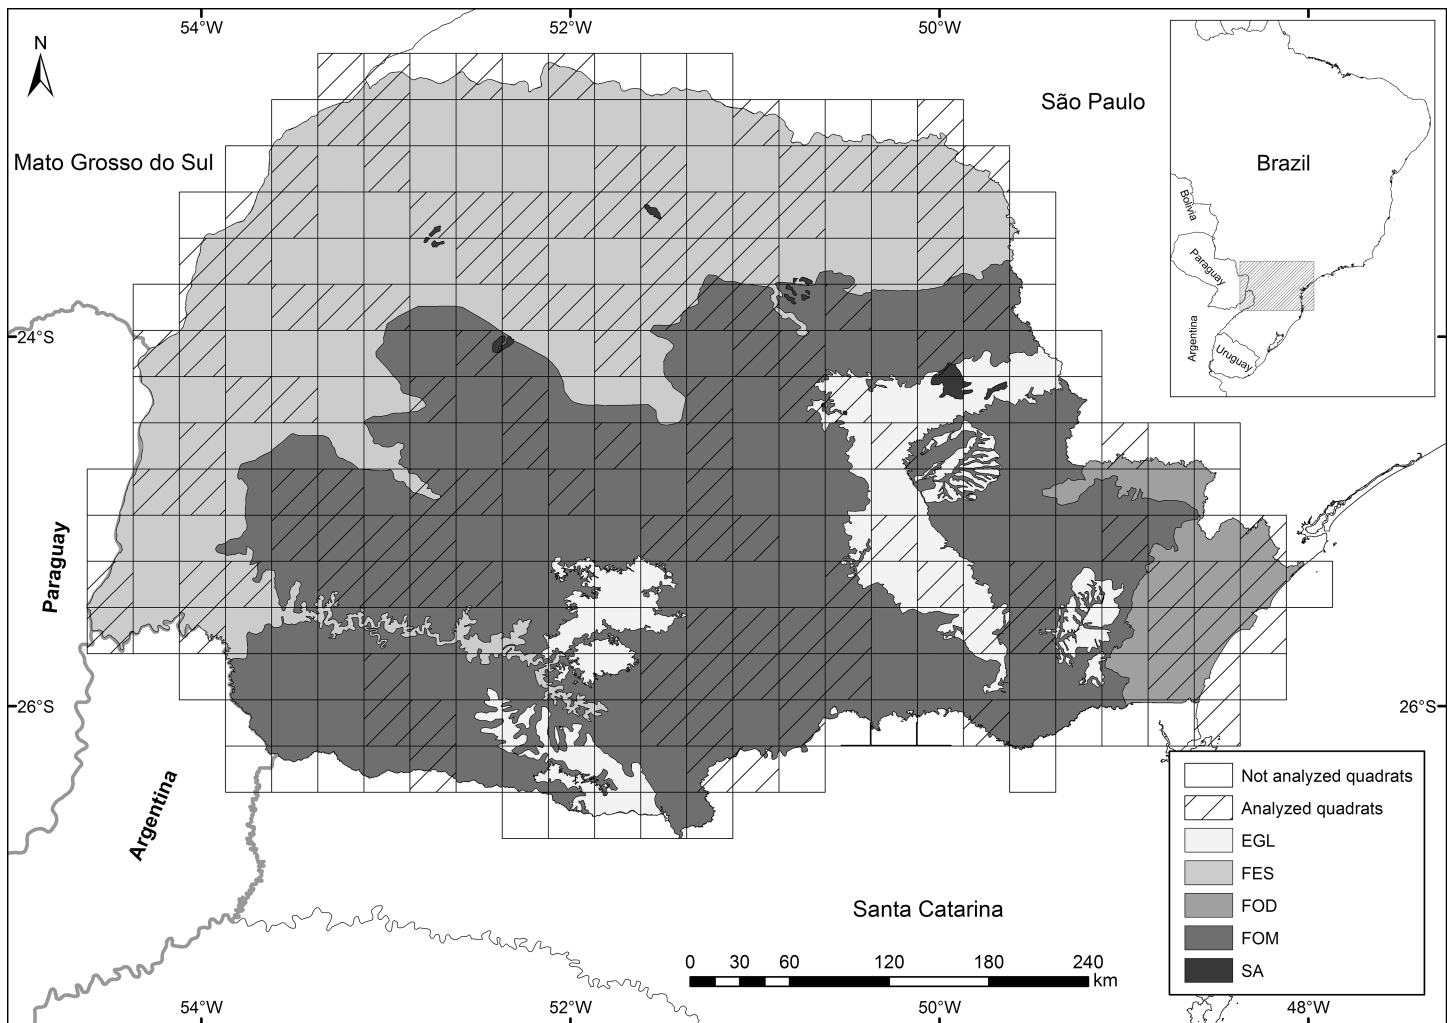 54°W
52°W
50°W
N
São Paulo
Mato Grosso do Sul
Brazil
Bolivia
Paraguay
Argentina
Uruguay
24°S
Paraguay
26°S
26°S
Argentina
Santa Catarina
0 30 60 120 180 240
km
Not analyzed quadrats
Analyzed quadrats
EGL
FES
FOD
FOM
SA
54°W
52°W
50°W
48°W